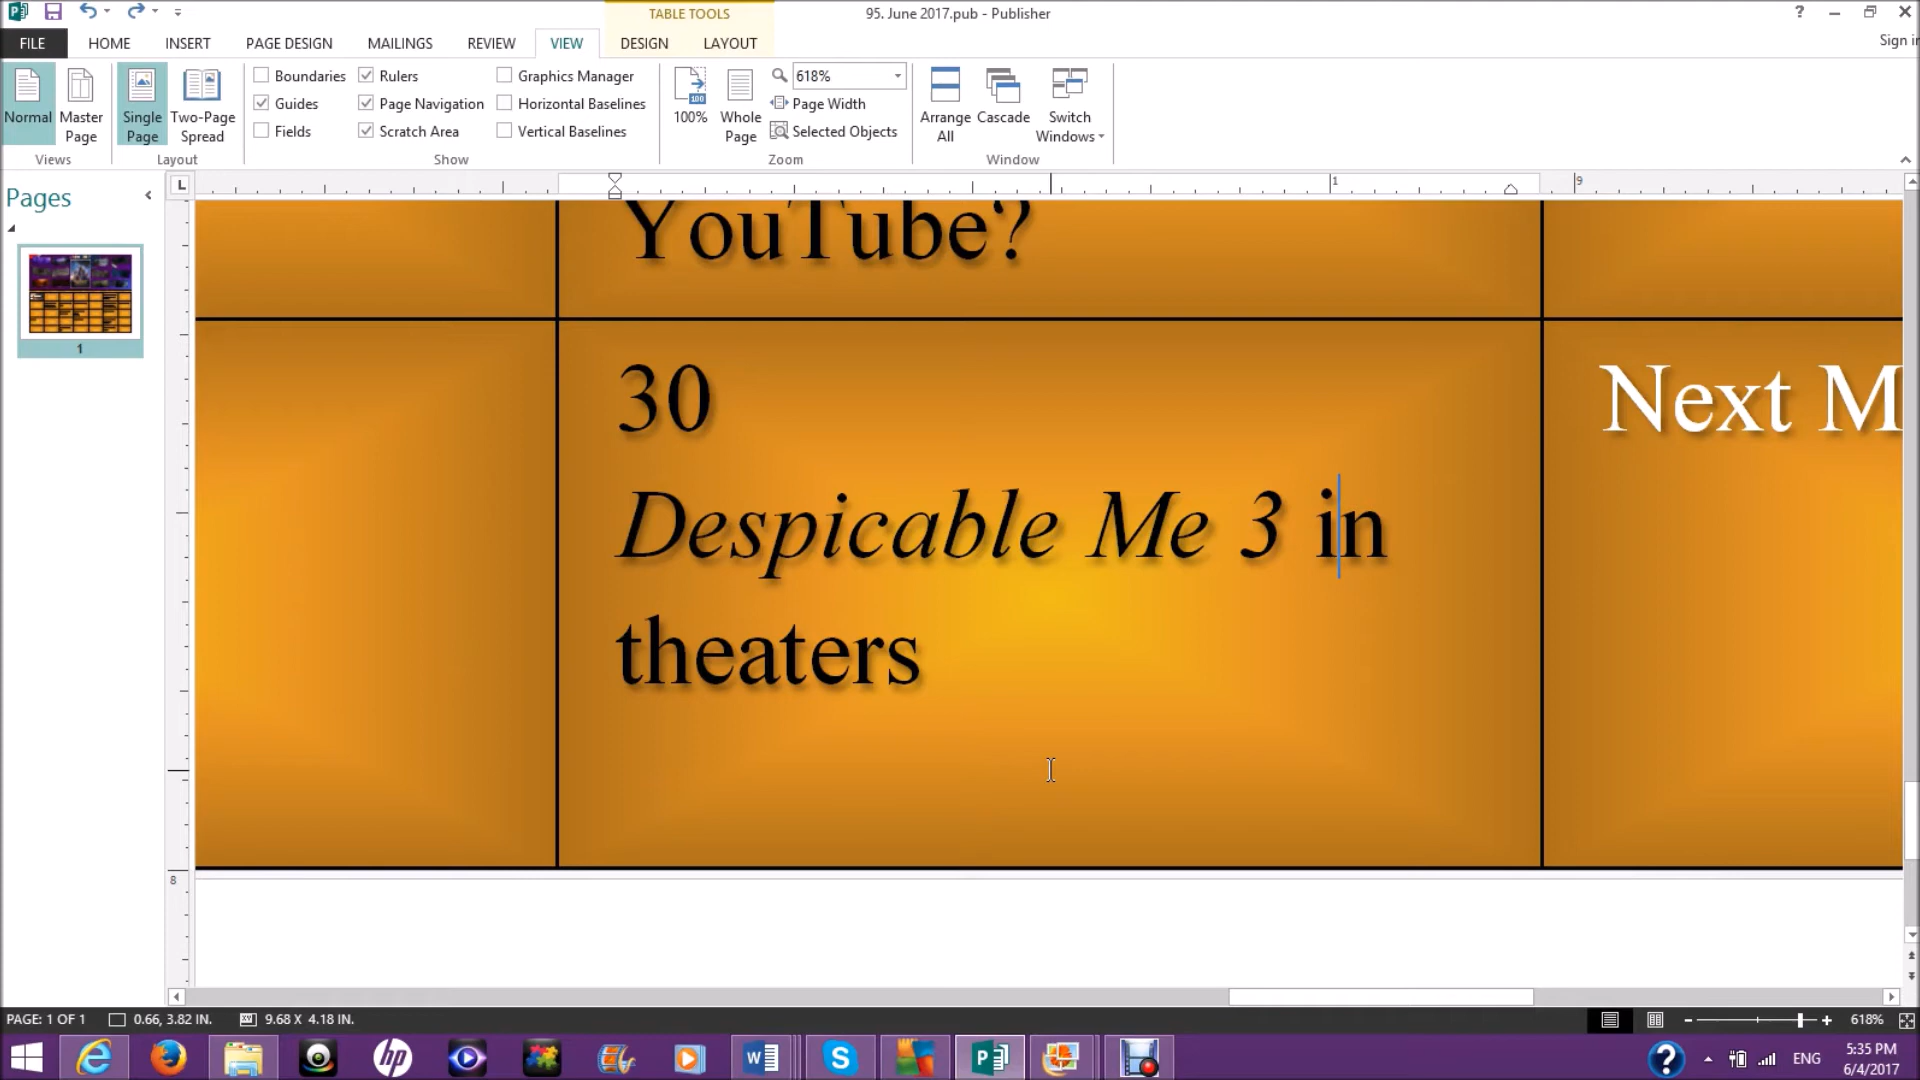 TABLE TOOLS
95. June 2017.pub - Publisher
?
FILE HOME INSERT PAGE DESIGN MAILINGS REVIEW VIEW DESIGN LAYOUT
Sign in
Boundaries
Guides
Fields
Rulers
Page Navigation
Scratch Area
Graphics Manager
Horizontal Baselines
Vertical Baselines
Normal
Master
Page
Single
Page
Two-Page
Spread
100%
Whole
Page
618%
Page Width
Selected Objects
Arrange
All
Cascade
Switch
Windows
Views
Layout
Show
Zoom
Window
Pages
L
1
9
1
YouTube?
30
Despicable Me 3 in
theaters
Next M
8
PAGE: 1 OF 1 0.66, 3.82 IN. 9.68 X 4.18 IN. 618%
ENG
5:35 PM
6/4/2017